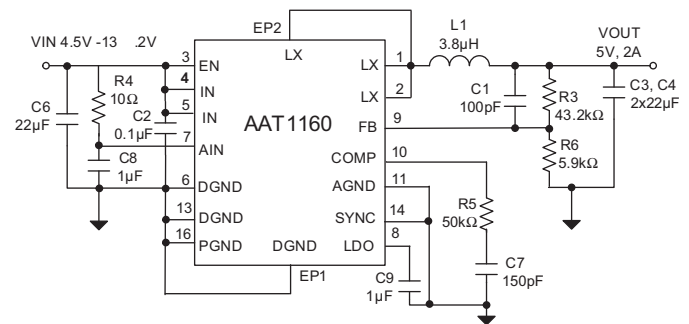 EP2
VIN 4.5V -13 .2V
LX
L1
3.8µH
VOUT
5V, 2A
3
EN
LX
1
4
IN
R4
10Ω
LX
2
C1
100pF
R3
43.2kΩ
C3, C4
2x22µF
C6
22µF
C2
0.1µF
5
IN
AAT1160
FB
9
7
AIN
COMP
10
R6
5.9kΩ
C8
1µF
6
DGND
AGND
11
R5
50kΩ
13
DGND
SYNC
14
16
PGND
DGND
LDO
8
C7
150pF
EP1
C9
1µF